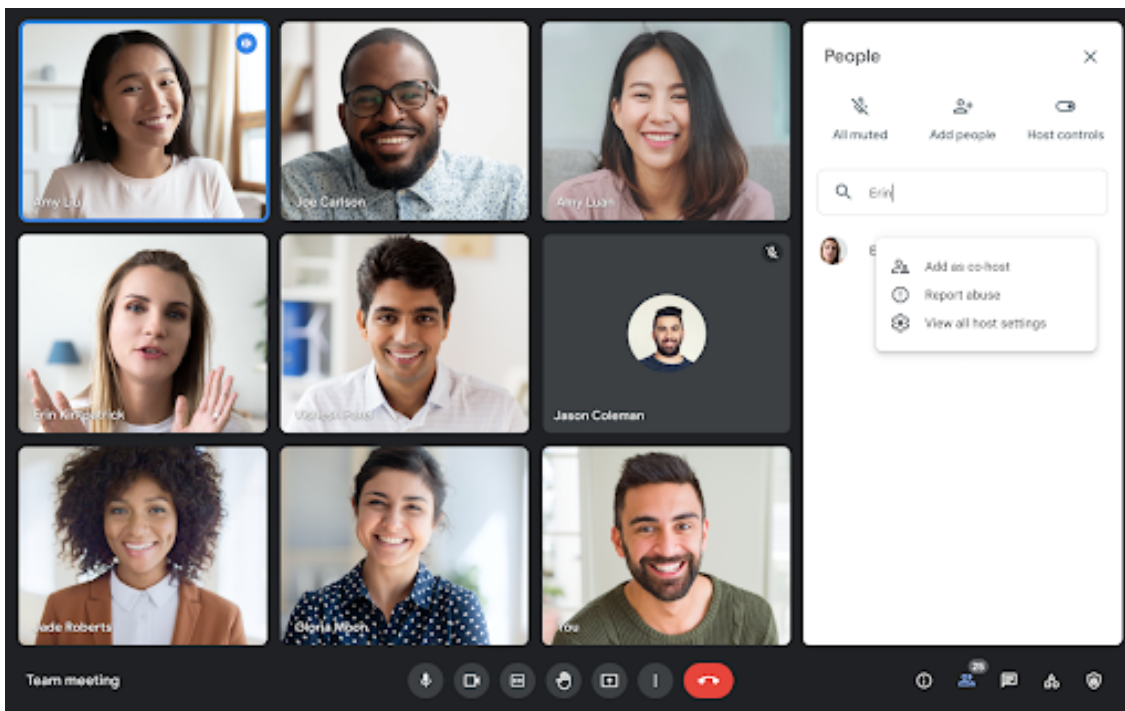 Amy Liu
Joe Carlson
Amy Luan
Erin Kirkpatrick
Jason Coleman
Jade Roberts
Gloria Moon
You
Team meeting
People
All muted
Add people
Host controls
Erin
E
Add as co-host
Report abuse
View all host settings
25